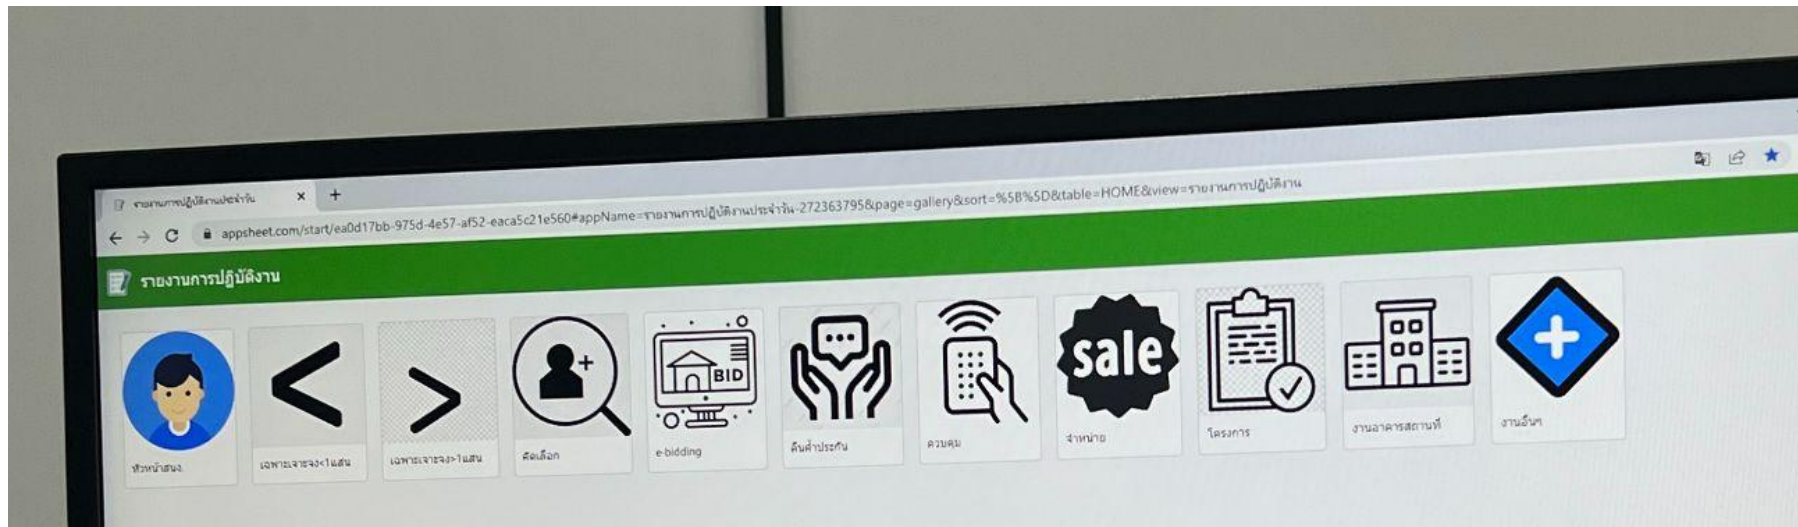 รายงานการปฏิบัติงานประจำวัน
appsheet.com/start/ea0d17bb-975d-4e57-af52-eaca5c21e560#appName=รายงานการปฏิบัติงานประจำวัน-272363795&page=gallery&sort=%5B%5D&table=HOME&view=รายงานการปฏิบัติงาน
รายงานการปฏิบัติงาน
BID
sale
หัวหน้าสนง.
เฉพาะเจาะจง<1แสน
เฉพาะเจาะจง>1แสน
คัดเลือก
e-bidding
คืนค้ำประกัน
ควบคุม
จำหน่าย
โครงการ
งานอาคารสถานที่
งานอื่นๆ